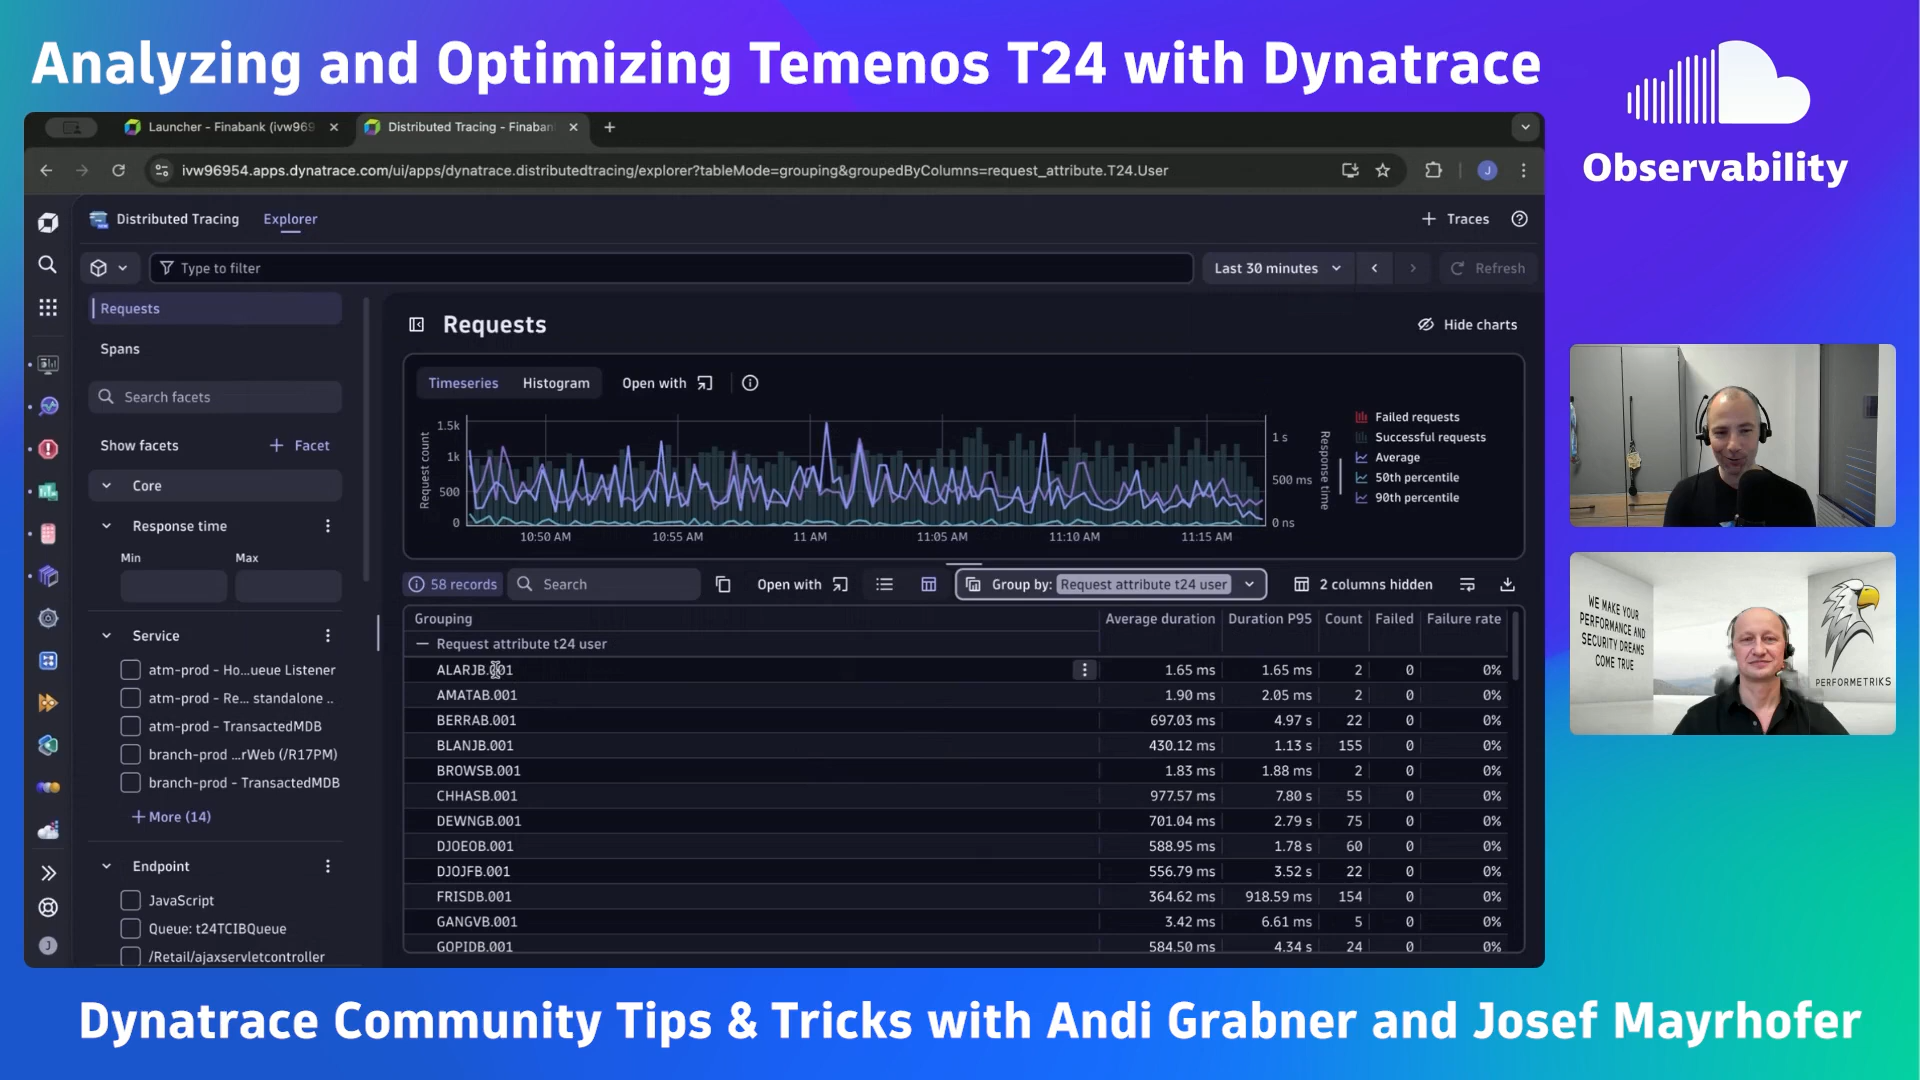 Analyzing and Optimizing Temenos T24 with Dynatrace
Observability
Launcher - Finabank (ivw969
Distributed Tracing - Finaban
ivw96954.apps.dynatrace.com/ui/apps/dynatrace.distributedtracing/explorer?tableMode=grouping&groupedByColumns=request_attribute.T24.User
J
Distributed Tracing
Explorer
Traces
Type to filter
Last 30 minutes
Refresh
Requests
Spans
Search facets
Show facets
Facet
Core
Response time
Min
Max
Service
atm-prod - Ho...ueue Listener
atm-prod - Re... standalone ..
atm-prod - TransactedMDB
branch-prod ...rWeb (/R17PM)
branch-prod - TransactedMDB
More (14)
Endpoint
JavaScript
Queue: t24TCIBQueue
/Retail/ajaxservletcontroller
J
Requests
Hide charts
Timeseries
Histogram
Open with
Request count
1.5k
1k
500
0
1 s
500 ms
0 ns
Response time
10:50 AM
10:55 AM
11 AM
11:05 AM
11:10 AM
11:15 AM
Failed requests
Successful requests
Average
50th percentile
90th percentile
58 records
Search
Open with
Group by: Request attribute t24 user
2 columns hidden
Grouping Average duration Duration P95 Count Failed Failure rate
Request attribute t24 user
ALARJB.001 1.65 ms 1.65 ms 2 0 0%
AMATAB.001 1.90 ms 2.05 ms 2 0 0%
BERRAB.001 697.03 ms 4.97 s 22 0 0%
BLANJB.001 430.12 ms 1.13 s 155 0 0%
BROWSB.001 1.83 ms 1.88 ms 2 0 0%
CHHASB.001 977.57 ms 7.80 s 55 0 0%
DEWNGB.001 701.04 ms 2.79 s 75 0 0%
DJOEOB.001 588.95 ms 1.78 s 60 0 0%
DJOJFB.001 556.79 ms 3.52 s 22 0 0%
FRISDB.001 364.62 ms 918.59 ms 154 0 0%
GANGVB.001 3.42 ms 6.61 ms 5 0 0%
GOPIDB.001 584.50 ms 4.34 s 24 0 0%
WE MAKE YOUR
PERFORMANCE AND
SECURITY DREAMS
COME TRUE
PERFORMETRIKS
Dynatrace Community Tips & Tricks with Andi Grabner and Josef Mayrhofer